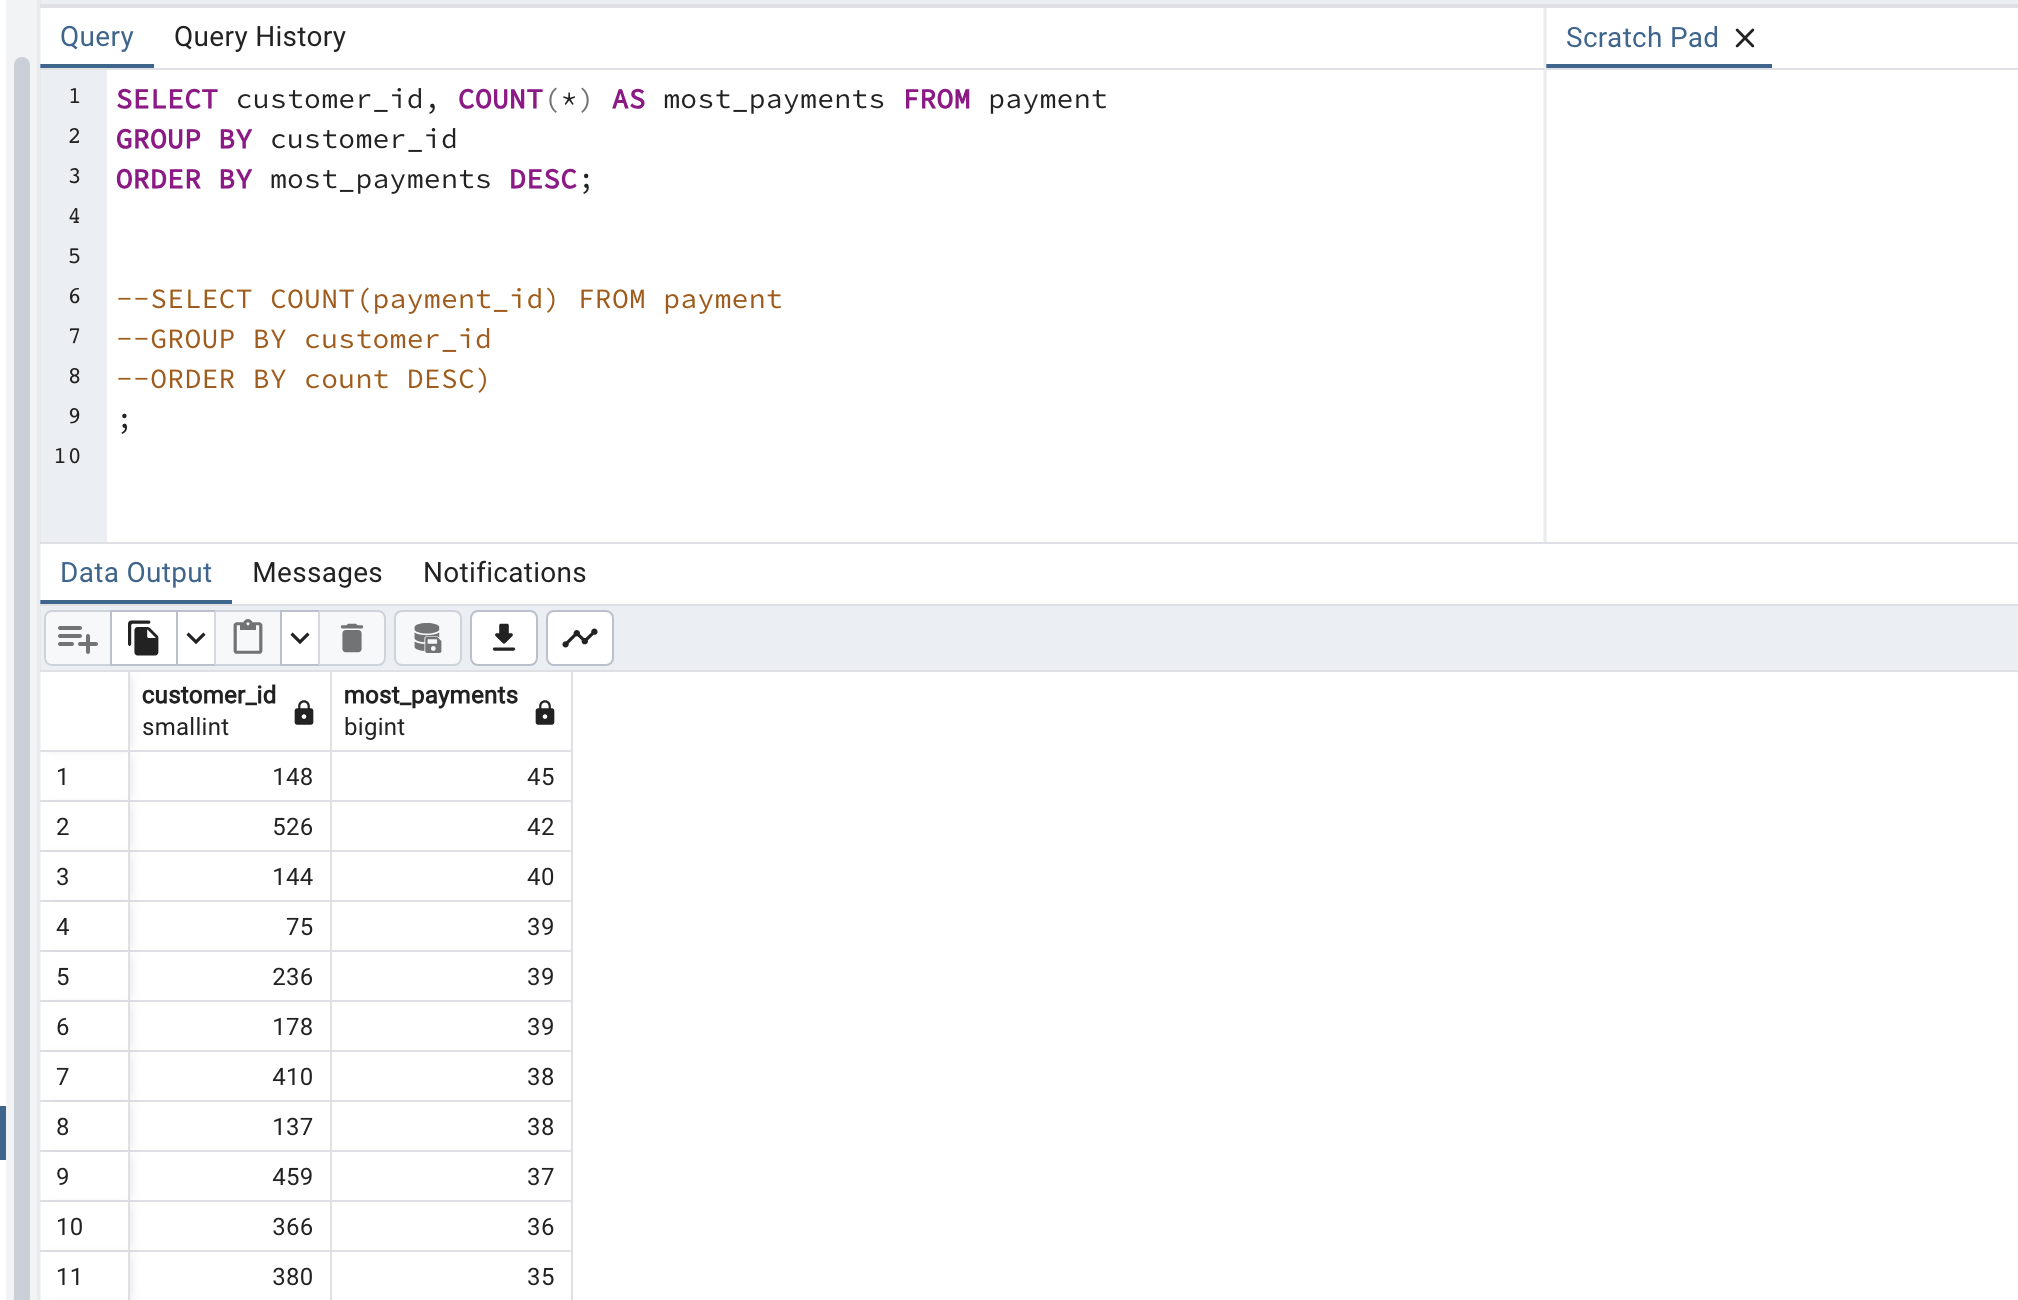 Query Query History Scratch Pad
1 SELECT customer_id, COUNT(*) AS most_payments FROM payment
2 GROUP BY customer_id
3 ORDER BY most_payments DESC;
4
5
6 --SELECT COUNT(payment_id) FROM payment
7 --GROUP BY customer_id
8 --ORDER BY count DESC)
9 ;
10
Data Output Messages Notifications
customer_id most_payments
smallint bigint
1 148 45
2 526 42
3 144 40
4 75 39
5 236 39
6 178 39
7 410 38
8 137 38
9 459 37
10 366 36
11 380 35